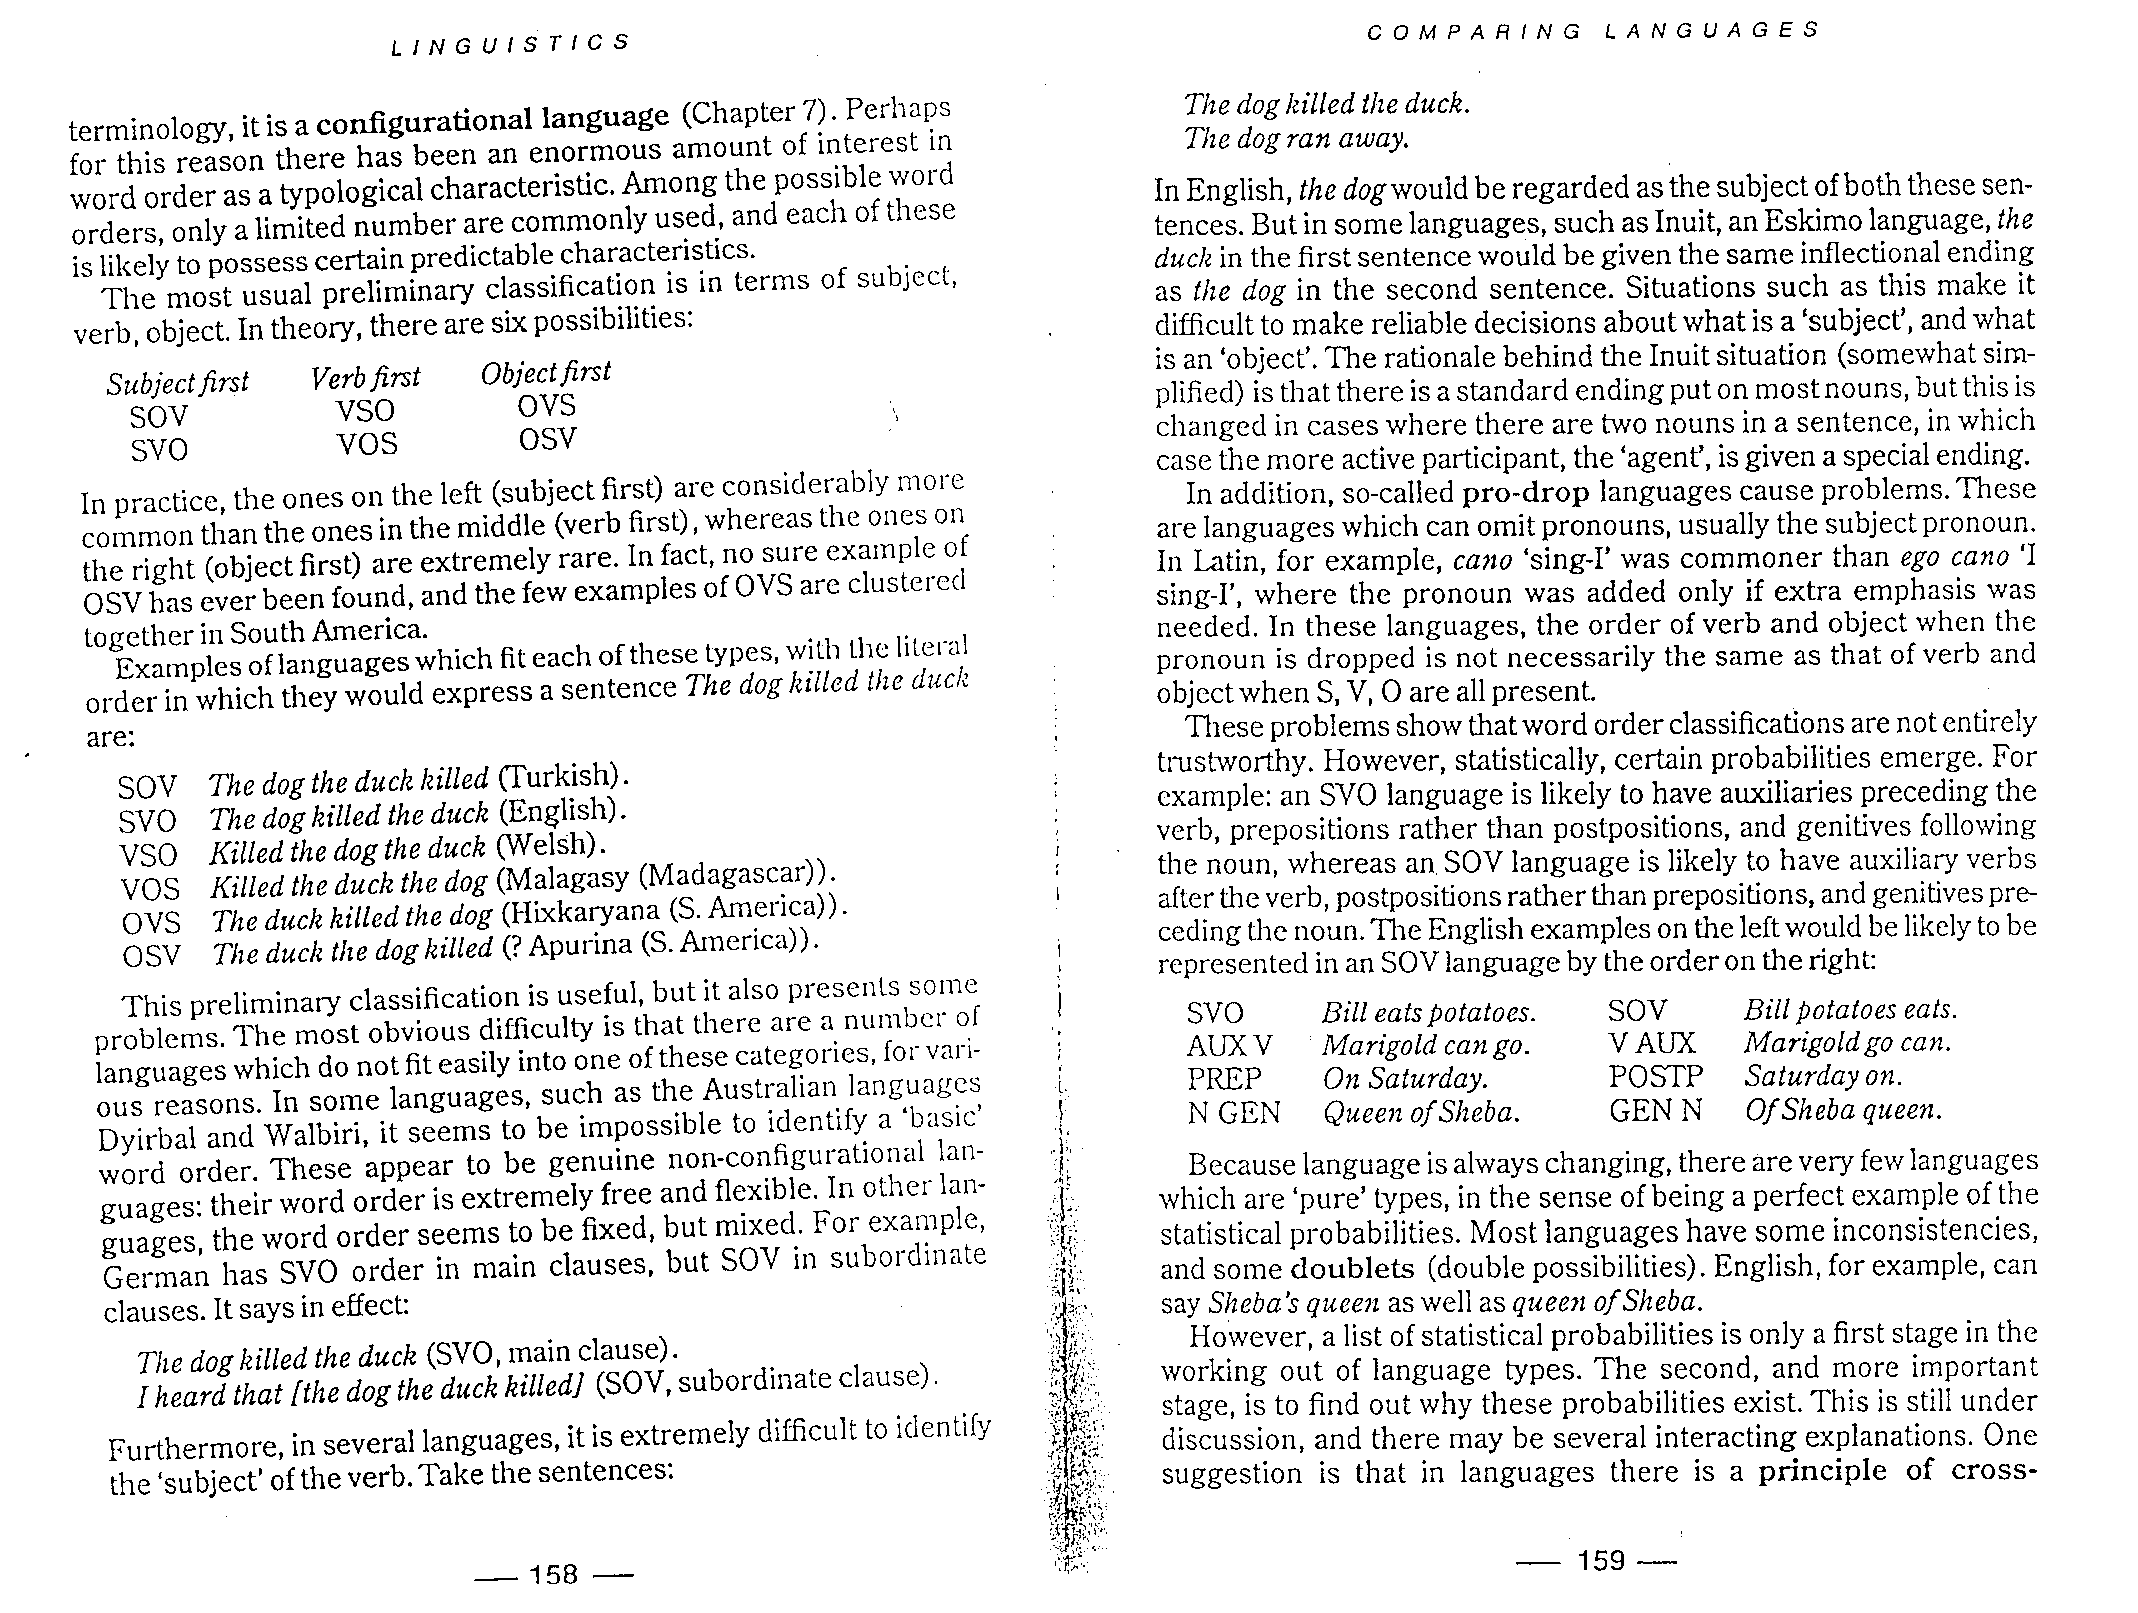 LINGUISTICS
terminology, it is a configurational language (Chapter 7). Perhaps
for this reason there has been an enormous amount of interest in
word order as a typological characteristic. Among the possible word
orders, only a limited number are commonly used, and each of these
is likely to possess certain predictable characteristics.
The most usual preliminary classification is in terms of subject,
verb, object. In theory, there are six possibilities:
Subject first Verb first Object first
SOV VSO OVS
SVO VOS OSV
In practice, the ones on the left (subject first) are considerably more
common than the ones in the middle (verb first), whereas the ones on
the right (object first) are extremely rare. In fact, no sure example of
OSV has ever been found, and the few examples of OVS are clustered
together in South America.
Examples of languages which fit each of these types, with the literal
order in which they would express a sentence The dog killed the duck
are:
SOV The dog the duck killed (Turkish).
SVO The dog killed the duck (English).
VSO Killed the dog the duck (Welsh).
VOS Killed the duck the dog (Malagasy (Madagascar)).
OVS The duck killed the dog (Hixkaryana (S. America)).
OSV The duck the dog killed (? Apurina (S. America)).
This preliminary classification is useful, but it also presents some
problems. The most obvious difficulty is that there are a number of
languages which do not fit easily into one of these categories, for vari-
ous reasons. In some languages, such as the Australian languages
Dyirbal and Walbiri, it seems to be impossible to identify a 'basic'
word order. These appear to be genuine non-configurational lan-
guages: their word order is extremely free and flexible. In other lan-
guages, the word order seems to be fixed, but mixed. For example,
German has SVO order in main clauses, but SOV in subordinate
clauses. It says in effect:
The dog killed the duck (SVO, main clause).
I heard that [the dog the duck killed] (SOV, subordinate clause).
Furthermore, in several languages, it is extremely difficult to identify
the 'subject' of the verb. Take the sentences:
— 158 —
COMPARING LANGUAGES
The dog killed the duck.
The dog ran away.
In English, the dog would be regarded as the subject of both these sen-
tences. But in some languages, such as Inuit, an Eskimo language, the
duck in the first sentence would be given the same inflectional ending
as the dog in the second sentence. Situations such as this make it
difficult to make reliable decisions about what is a 'subject', and what
is an 'object'. The rationale behind the Inuit situation (somewhat sim-
plified) is that there is a standard ending put on most nouns, but this is
changed in cases where there are two nouns in a sentence, in which
case the more active participant, the 'agent', is given a special ending.
In addition, so-called pro-drop languages cause problems. These
are languages which can omit pronouns, usually the subject pronoun.
In Latin, for example, cano 'sing-I' was commoner than ego cano 'I
sing-I', where the pronoun was added only if extra emphasis was
needed. In these languages, the order of verb and object when the
pronoun is dropped is not necessarily the same as that of verb and
object when S, V, O are all present.
These problems show that word order classifications are not entirely
trustworthy. However, statistically, certain probabilities emerge. For
example: an SVO language is likely to have auxiliaries preceding the
verb, prepositions rather than postpositions, and genitives following
the noun, whereas an SOV language is likely to have auxiliary verbs
after the verb, postpositions rather than prepositions, and genitives pre-
ceding the noun. The English examples on the left would be likely to be
represented in an SOV language by the order on the right:
SVO Bill eats potatoes. SOV Bill potatoes eats.
AUX V Marigold can go. V AUX Marigold go can.
PREP On Saturday. POSTP Saturday on.
N GEN Queen of Sheba. GEN N Of Sheba queen.
Because language is always changing, there are very few languages
which are 'pure' types, in the sense of being a perfect example of the
statistical probabilities. Most languages have some inconsistencies,
and some doublets (double possibilities). English, for example, can
say Sheba's queen as well as queen of Sheba.
However, a list of statistical probabilities is only a first stage in the
working out of language types. The second, and more important
stage, is to find out why these probabilities exist. This is still under
discussion, and there may be several interacting explanations. One
suggestion is that in languages there is a principle of cross-
— 159 —